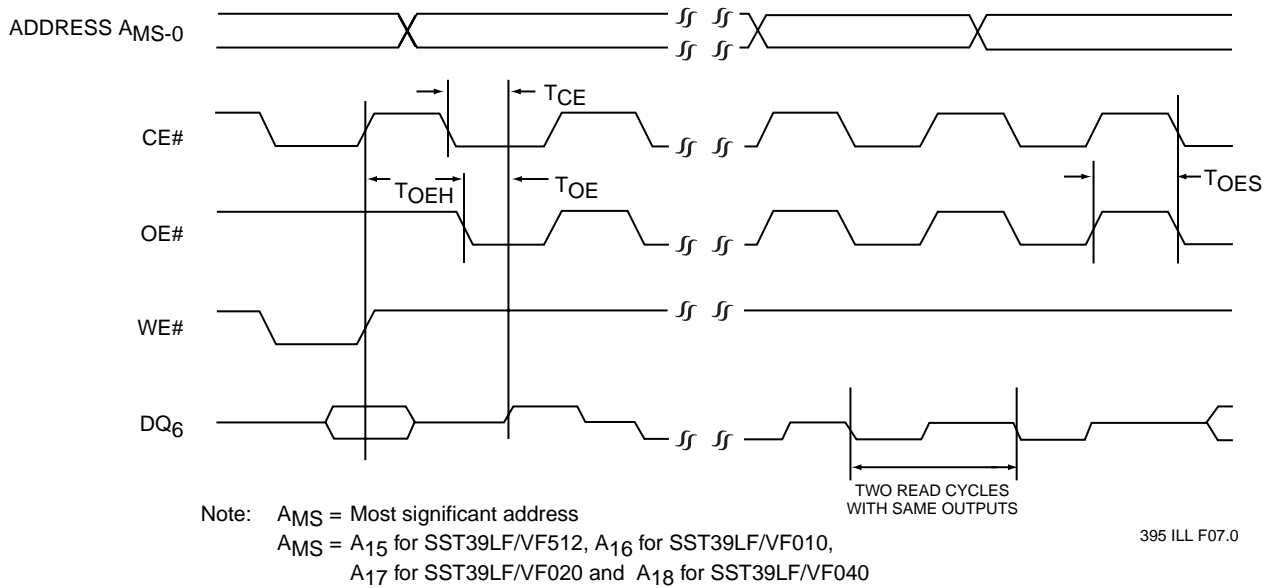 ADDRESS AMS-0
TCE
CE#
TOEH
TOE
TOES
OE#
WE#
DQ6
TWO READ CYCLES
WITH SAME OUTPUTS
Note: AMS = Most significant address
AMS = A15 for SST39LF/VF512, A16 for SST39LF/VF010,
A17 for SST39LF/VF020 and A18 for SST39LF/VF040
395 ILL F07.0